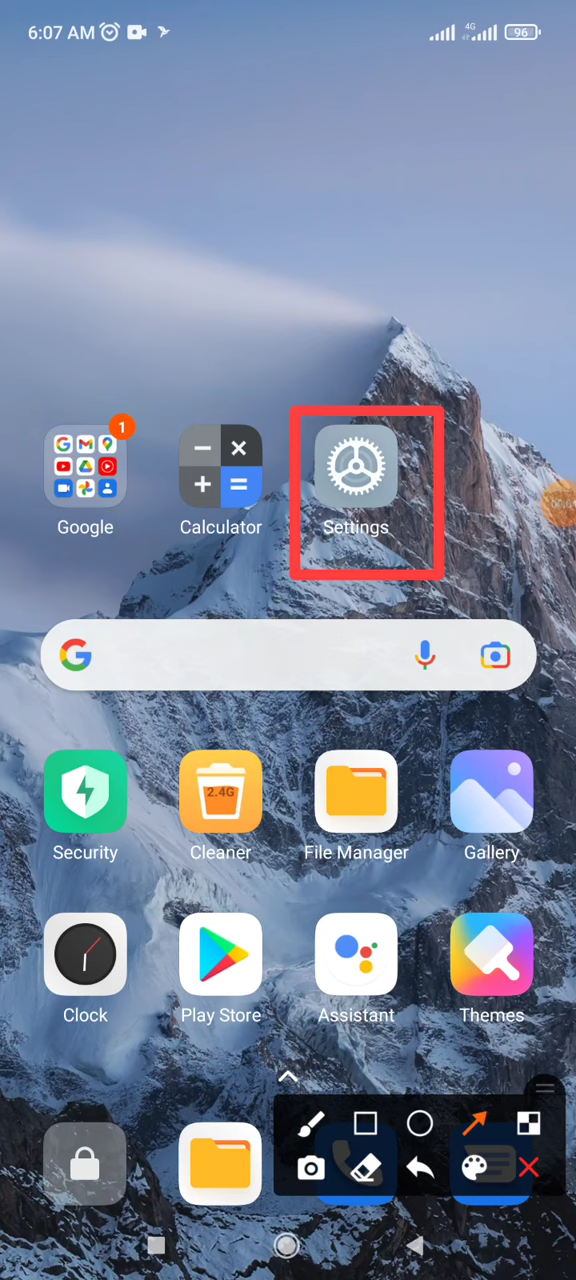 6:07 AM
4G
96
1
Google
Calculator
Settings
2.4G
Security
Cleaner
File Manager
Gallery
Clock
Play Store
Assistant
Themes